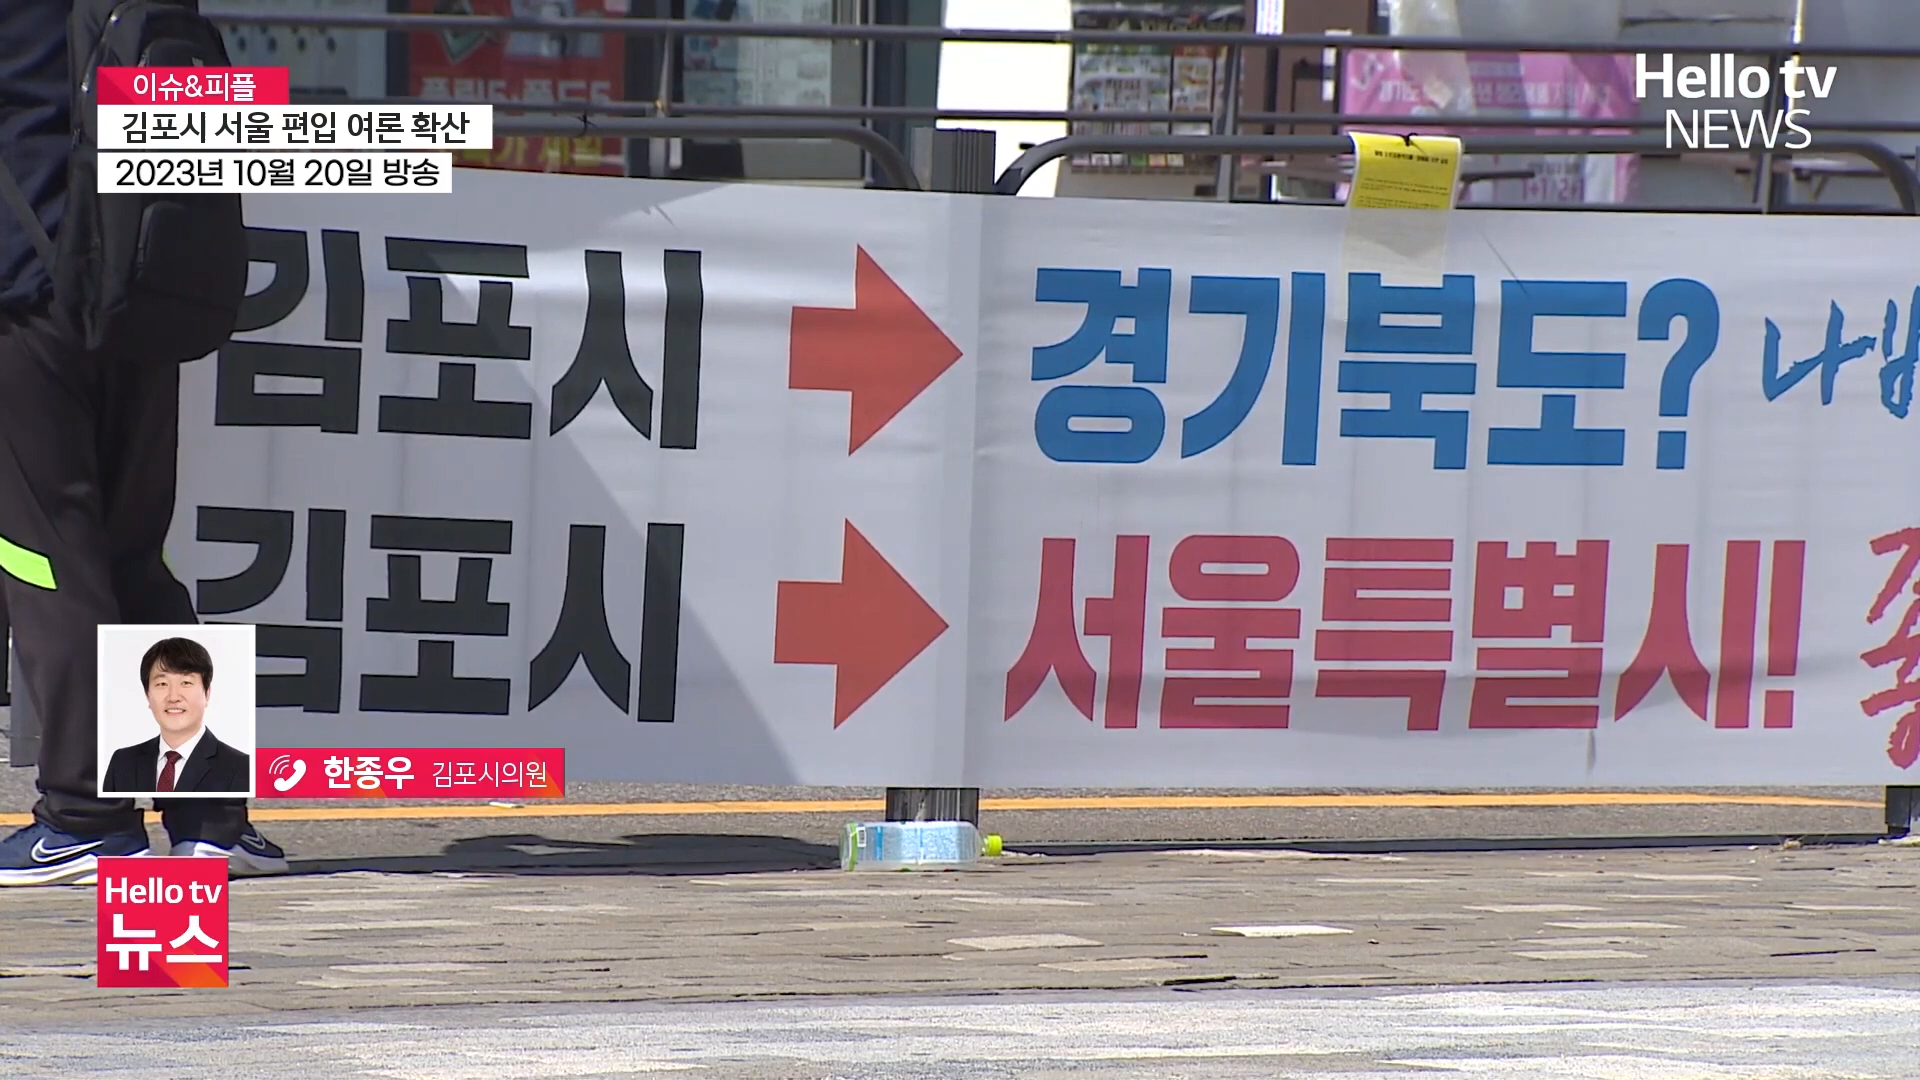 이슈&피플
김포시 서울 편입 여론 확산
2023년 10월 20일 방송
Hello tv
NEWS
김포시 경기북도? 나
김포시 서울특별시!
한종우 김포시의원
Hello tv
뉴스